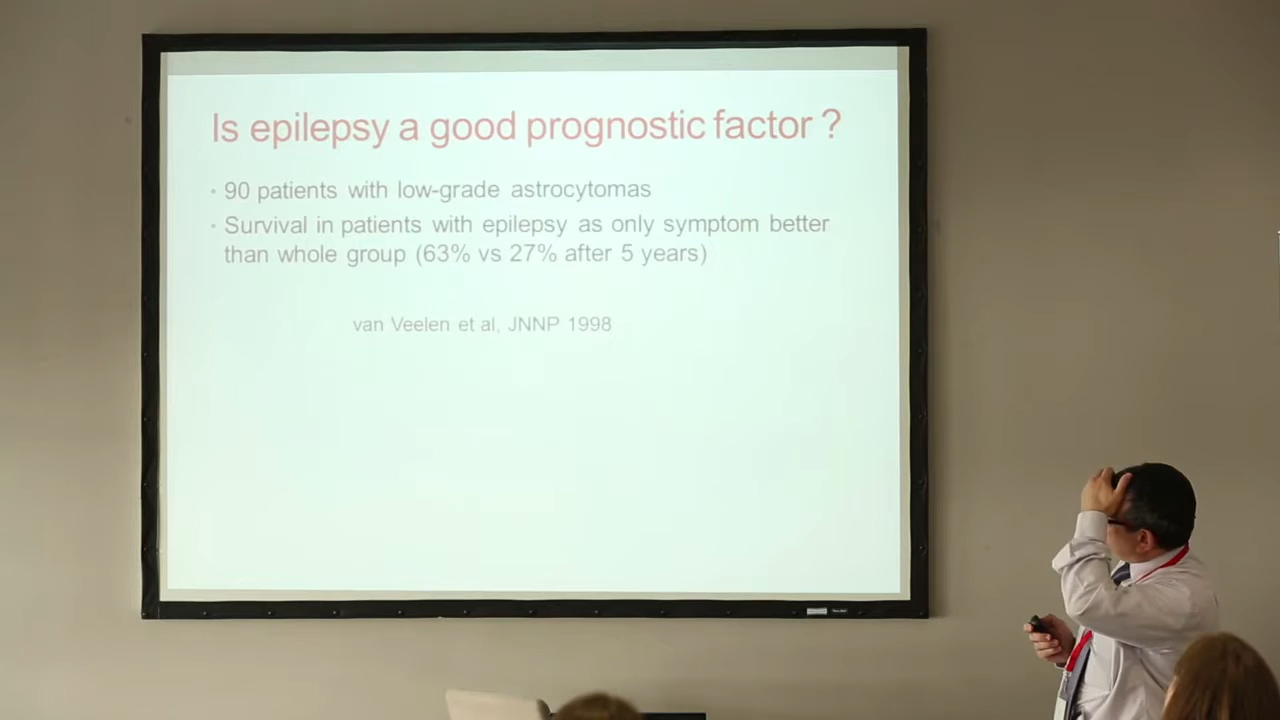 Is epilepsy a good prognostic factor ?
• 90 patients with low-grade astrocytomas
• Survival in patients with epilepsy as only symptom better
than whole group (63% vs 27% after 5 years)
van Veelen et al, JNNP 1998